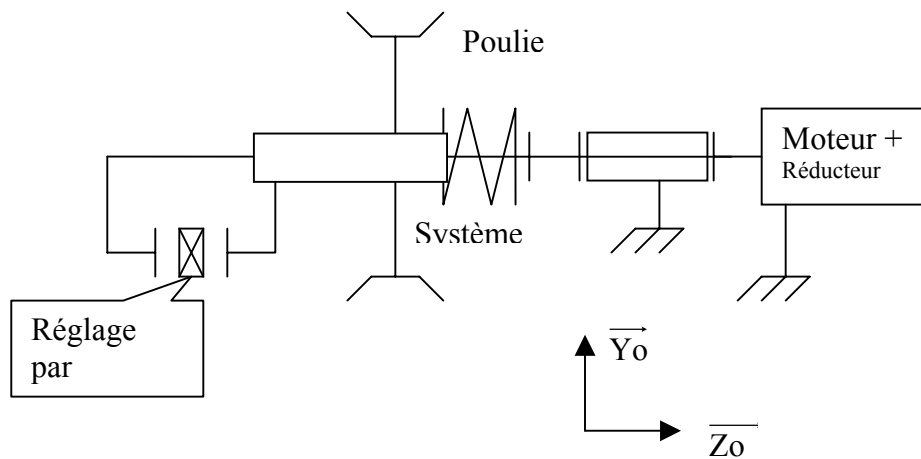 Poulie
Moteur +
Réducteur
Système
Réglage
par
Yo
Zo